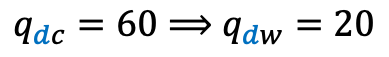 q_dc = 60 ⟹ q_dw = 20